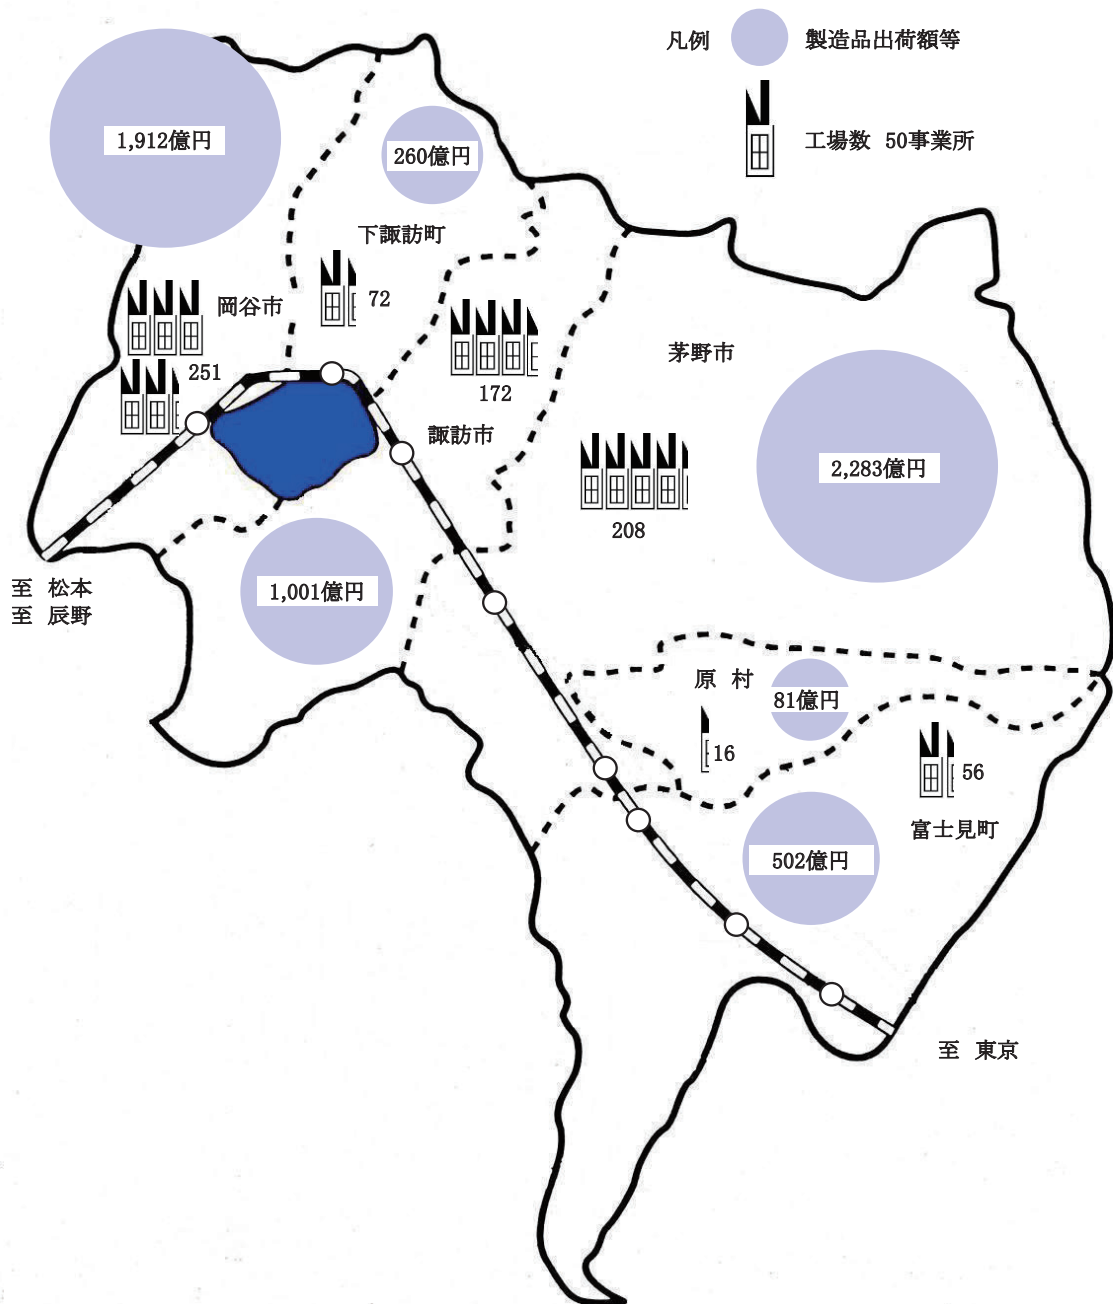 凡例 製造品出荷額等
工場数 50事業所
1,912億円
260億円
下諏訪町
72
岡谷市
251
172
諏訪市
茅野市
2,283億円
208
1,001億円
至 松本
至 辰野
原 村
81億円
16
56
富士見町
502億円
至 東京